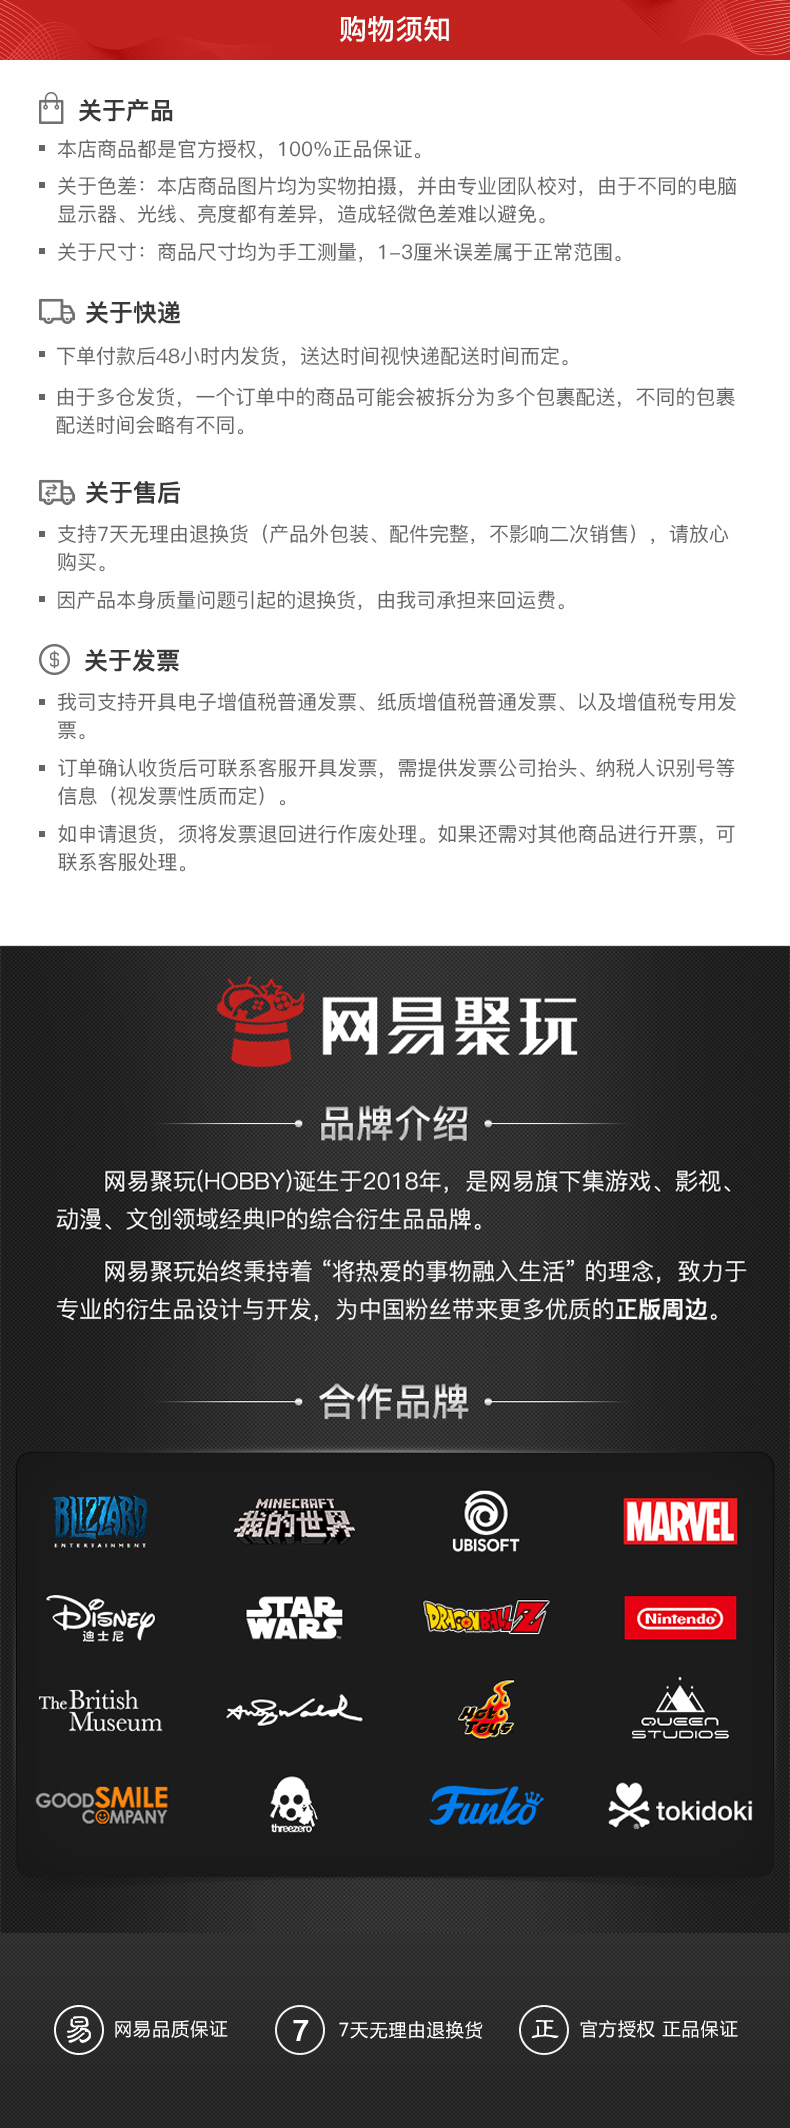 购物须知
关于产品
▪ 本店商品都是官方授权，100%正品保证。
▪ 关于色差：本店商品图片均为实物拍摄，并由专业团队校对，由于不同的电脑
显示器、光线、亮度都有差异，造成轻微色差难以避免。
▪ 关于尺寸：商品尺寸均为手工测量，1-3厘米误差属于正常范围。
关于快递
▪ 下单付款后48小时内发货，送达时间视快递配送时间而定。
▪ 由于多仓发货，一个订单中的商品可能会被拆分为多个包裹配送，不同的包裹
配送时间会略有不同。
关于售后
▪ 支持7天无理由退换货（产品外包装、配件完整，不影响二次销售），请放心
购买。
▪ 因产品本身质量问题引起的退换货，由我司承担来回运费。
$ 关于发票
▪ 我司支持开具电子增值税普通发票、纸质增值税普通发票、以及增值税专用发
票。
▪ 订单确认收货后可联系客服开具发票，需提供发票公司抬头、纳税人识别号等
信息（视发票性质而定）。
▪ 如申请退货，须将发票退回进行作废处理。如果还需对其他商品进行开票，可
联系客服处理。
网易聚玩
品牌介绍
网易聚玩(HOBBY)诞生于2018年，是网易旗下集游戏、影视、
动漫、文创领域经典IP的综合衍生品品牌。
网易聚玩始终秉持着“将热爱的事物融入生活”的理念，致力于
专业的衍生品设计与开发，为中国粉丝带来更多优质的正版周边。
合作品牌
BLIZZARD
ENTERTAINMENT
MINECRAFT
我的世界
UBISOFT
MARVEL
Disney
迪士尼
STAR
WARS
DRAGON BALL Z
Nintendo
The British
Museum
Hot
Toys
QUEEN
STUDIOS
GOOD SMILE
COMPANY
threezero
Funko
tokidoki
易 网易品质保证
7 7天无理由退换货
正 官方授权 正品保证